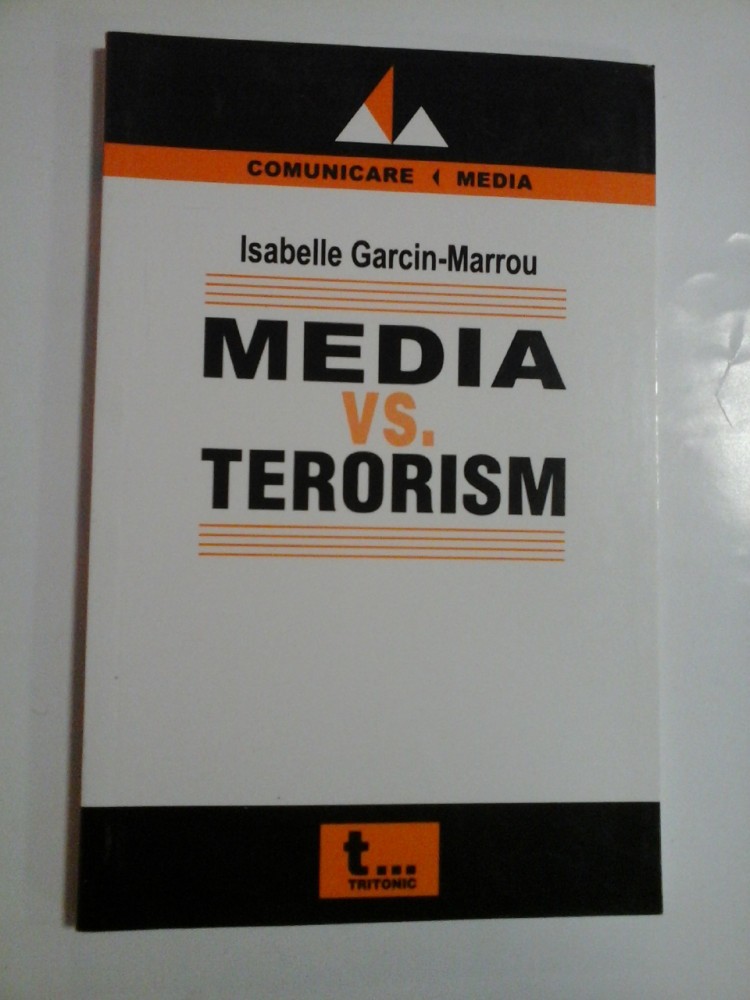 COMUNICARE MEDIA
Isabelle Garcin-Marrou
MEDIA
VS.
TERORISM
t...
TRITONIC